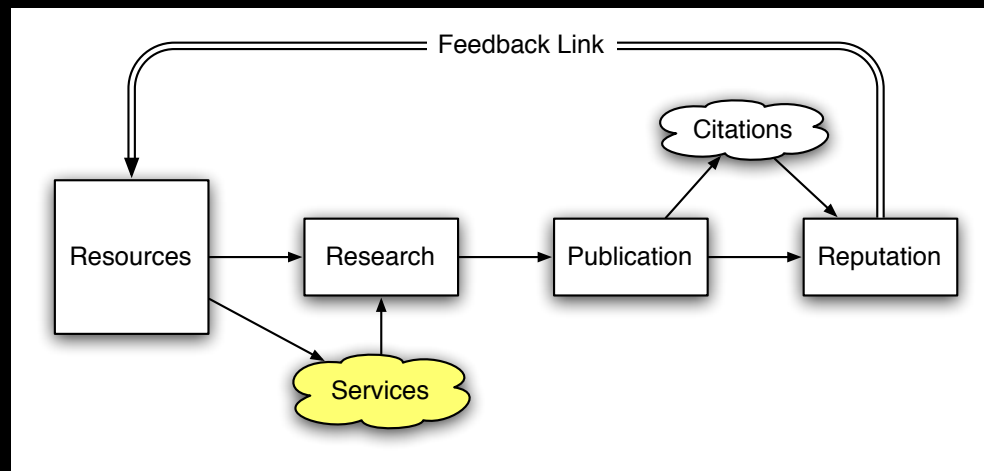 Feedback Link
Citations
Resources
Research
Publication
Reputation
Services